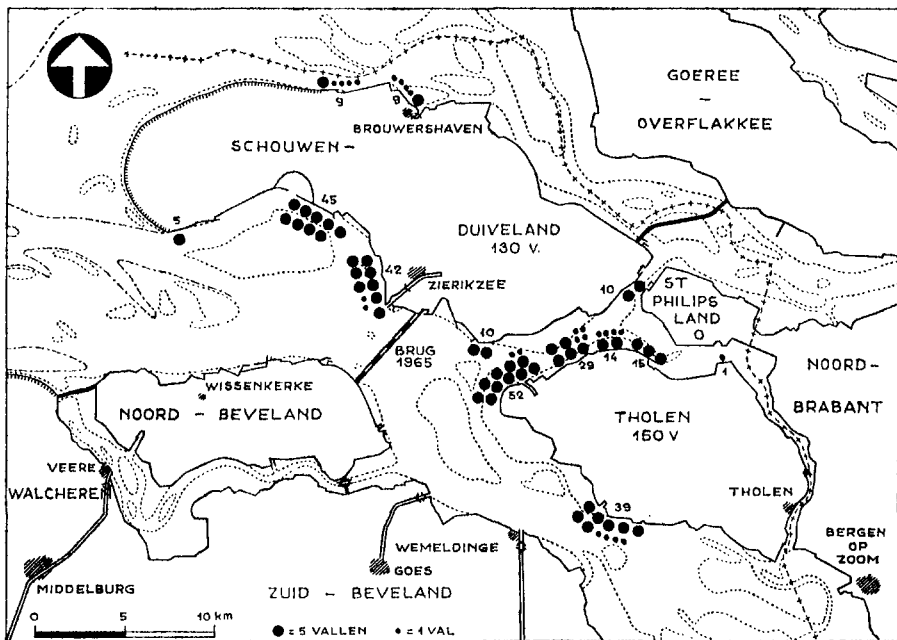 GOEREE
–
OVERFLAKKEE
9
8
BROUWERSHAVEN
SCHOUWEN –
45
5
DUIVELAND
130 V.
42
ZIERIKZEE
10
ST
PHILIPS
LAND
0
10
BRUG
1965
29
14
15
1
NOORD –
BRABANT
WISSENKERKE
NOORD – BEVELAND
52
THOLEN
160 V
VEERE
WALCHEREN
THOLEN
39
BERGEN
OP
ZOOM
WEMELDINGE
GOES
MIDDELBURG
ZUID – BEVELAND
0 5 10 km
= 5 VALLEN = 1 VAL